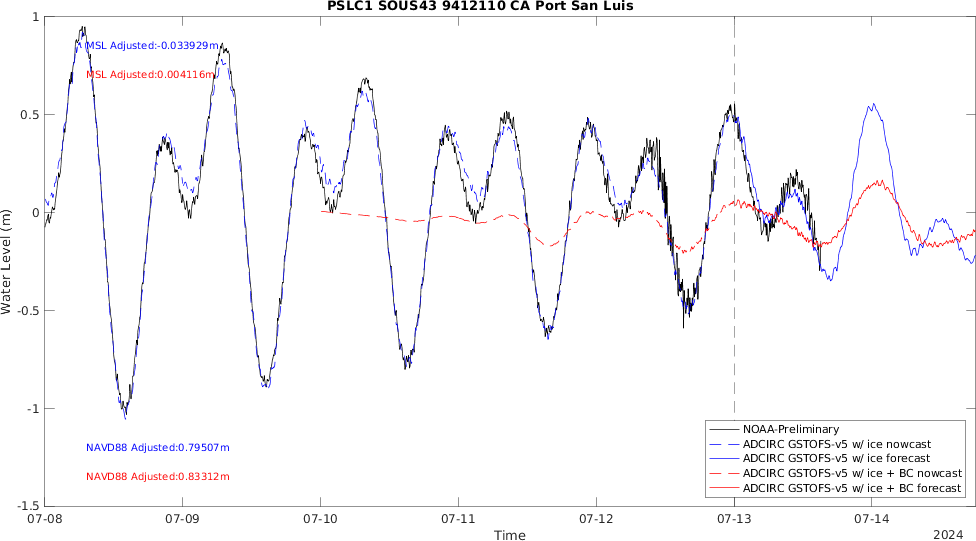 PSLC1 SOUS43 9412110 CA Port San Luis
1
0.5
0
-0.5
-1
-1.5
Water Level (m)
MSL Adjusted:-0.033929m
MSL Adjusted:0.004116m
NAVD88 Adjusted:0.79507m
NAVD88 Adjusted:0.83312m
NOAA-Preliminary
ADCIRC GSTOFS-v5 w/ ice nowcast
ADCIRC GSTOFS-v5 w/ ice forecast
ADCIRC GSTOFS-v5 w/ ice + BC nowcast
ADCIRC GSTOFS-v5 w/ ice + BC forecast
07-08 07-09 07-10 07-11 07-12 07-13 07-14
Time
2024